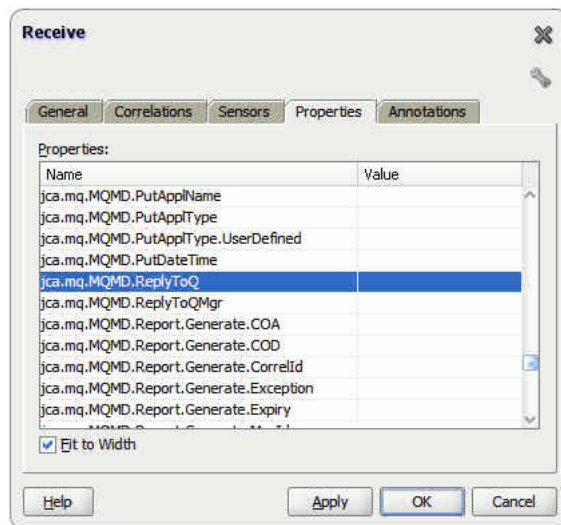 Receive
General Correlations Sensors Properties Annotations
Properties:
Name Value
jca.mq.MQMD.PutApplName
jca.mq.MQMD.PutApplType
jca.mq.MQMD.PutApplType.UserDefined
jca.mq.MQMD.PutDateTime
jca.mq.MQMD.ReplyToQ
jca.mq.MQMD.ReplyToQMgr
jca.mq.MQMD.Report.Generate.COA
jca.mq.MQMD.Report.Generate.COD
jca.mq.MQMD.Report.Generate.CorrelId
jca.mq.MQMD.Report.Generate.Exception
jca.mq.MQMD.Report.Generate.Expiry
Fit to Width
Help Apply OK Cancel